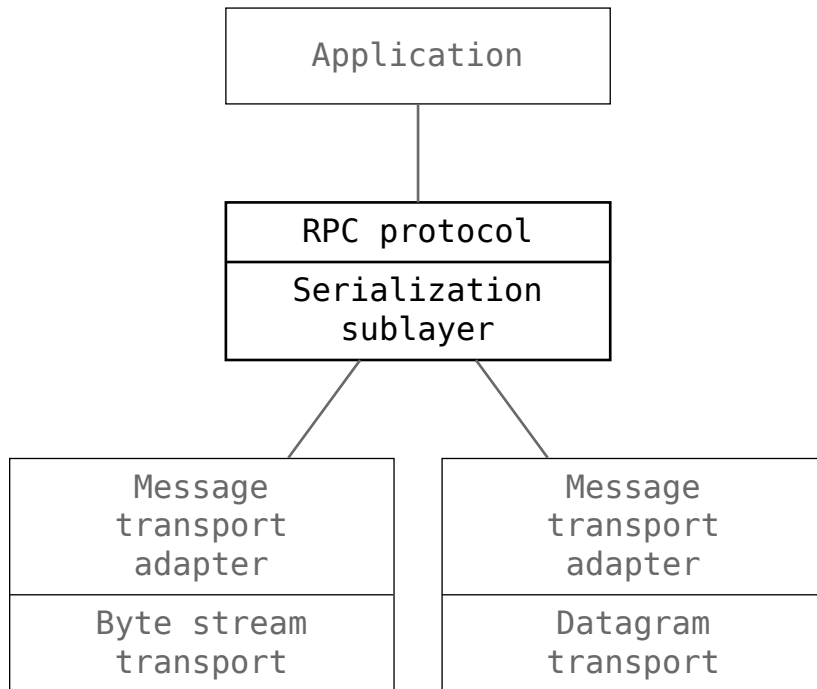 Application
RPC protocol
Serialization
sublayer
Message
transport
adapter
Byte stream
transport
Message
transport
adapter
Datagram
transport